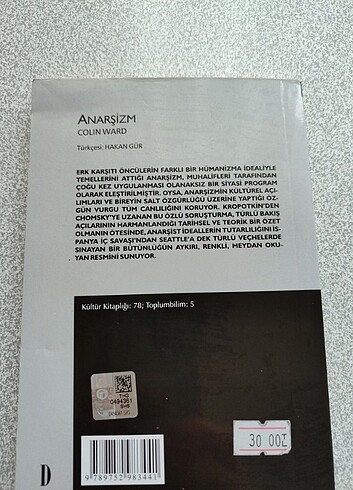 ANARŞİZM
COLIN WARD
Türkçesi: HAKAN GÜR
ERK KARŞITI ÖNCÜLERİN FARKLI BİR HÜMANİZMA İDEALİYLE
TEMELLERİNİ ATTIĞI ANARŞİZM, MUHALİFLERİ TARAFINDAN
ÇOĞU KEZ UYGULANMASI OLANAKSIZ BİR SİYASİ PROGRAM
OLARAK ELEŞTİRİLMİŞTİR. OYSA, ANARŞİZMİN KÜLTÜREL AÇI-
LIMLARI VE BİREYİN SALT ÖZGÜRLÜĞÜ ÜZERİNE YAPTIĞI ÖZ-
GÜN VURGU TÜM CANLILIĞINI KORUYOR. KROPOTKİN'DEN
CHOMSKY'YE UZANAN BU ÖZLÜ SORUŞTURMA, TÜRLÜ BAKIŞ
AÇILARININ HARMANLANDIĞI TARİHSEL VE TEORİK BİR ÖZET
OLMANIN ÖTESİNDE, ANARŞİST İDEALLERİN TUTARLILIĞINI İS-
PANYA İÇ SAVAŞI'NDAN SEATTLE'A DEK TÜRLÜ VEÇHELERDE
SINAYAN BİR BÜTÜNLÜĞÜN AYKIRI, RENKLİ, MEYDAN OKU-
YAN RESMİNİ SUNUYOR.
Kültür Kitaplığı: 78; Toplumbilim: 5
THG
0494361
30 00
D
9 789752 983441